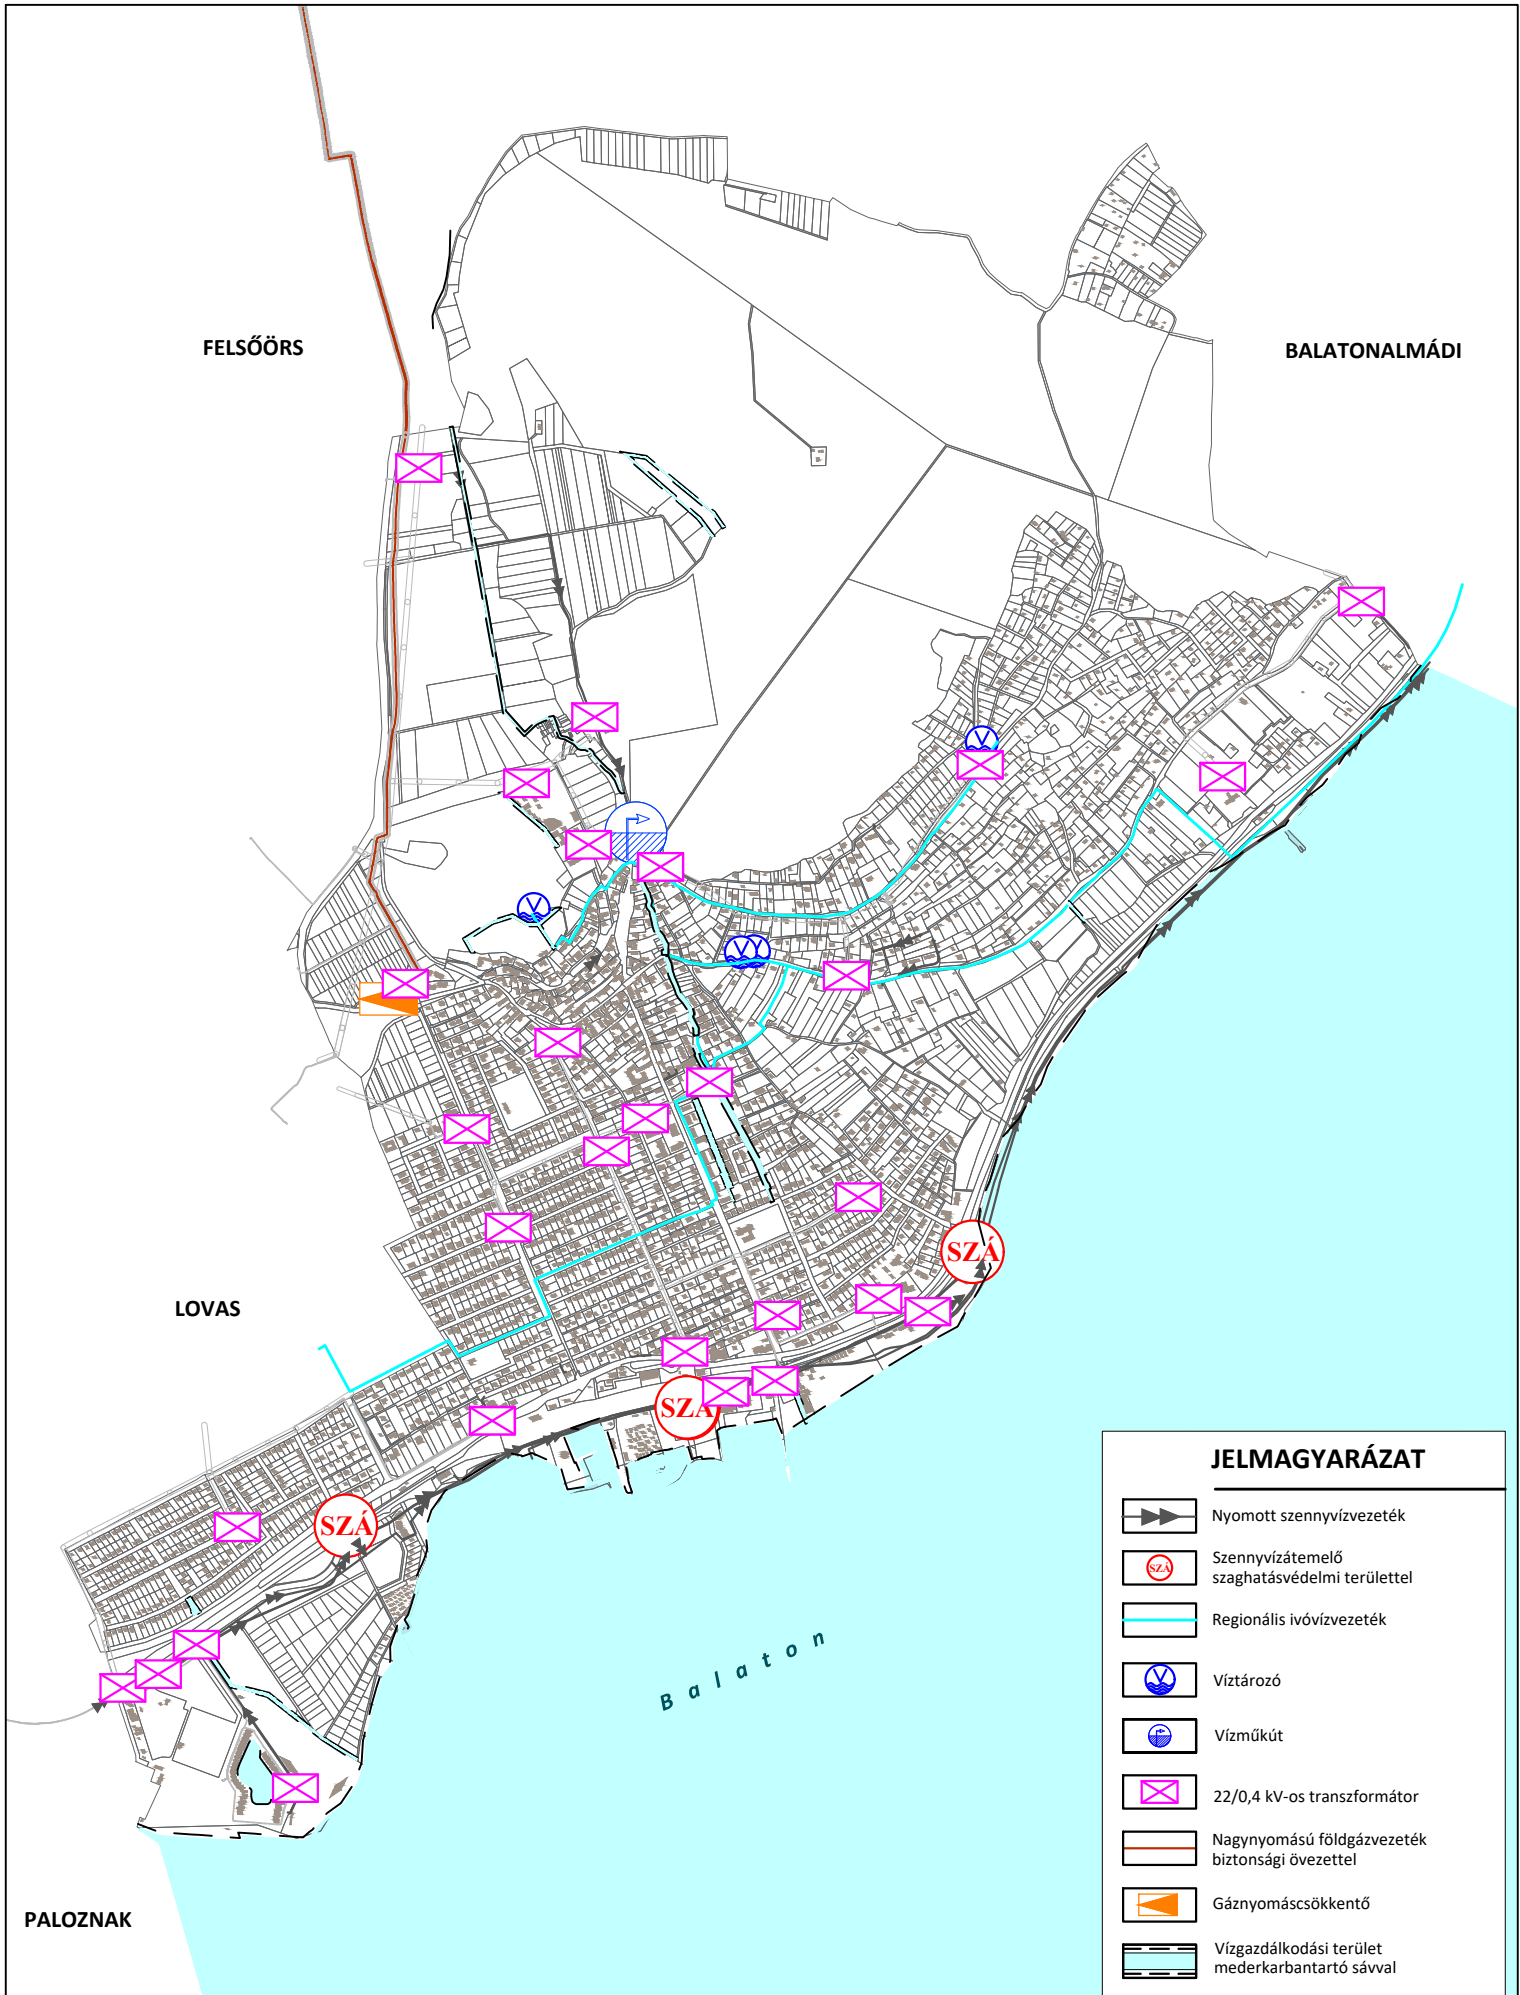 FELSŐÖRS
BALATONALMÁDI
V
V
V
V
SZÁ
LOVAS
SZÁ
SZÁ
Balaton
PALOZNAK
JELMAGYARÁZAT
Nyomott szennyvízvezeték
SZÁ
Szennyvízátemelő
szaghatásvédelmi területtel
Regionális ivóvízvezeték
V
Víztározó
Vízműkút
22/0,4 kV-os transzformátor
Nagynyomású földgázvezeték
biztonsági övezettel
Gáznyomáscsökkentő
Vízgazdálkodási terület
mederkarbantartó sávval